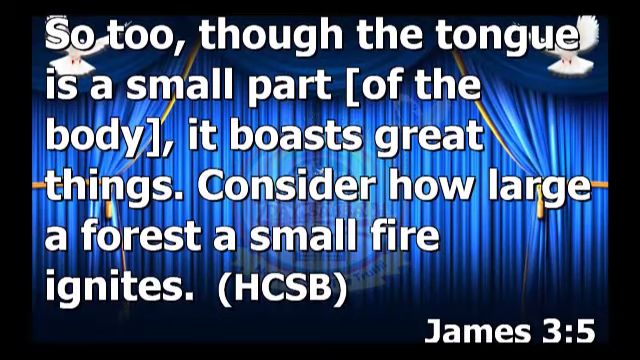 So too, though the tongue
is a small part [of the
body], it boasts great
things. Consider how large
a forest a small fire
ignites. (HCSB)
James 3:5